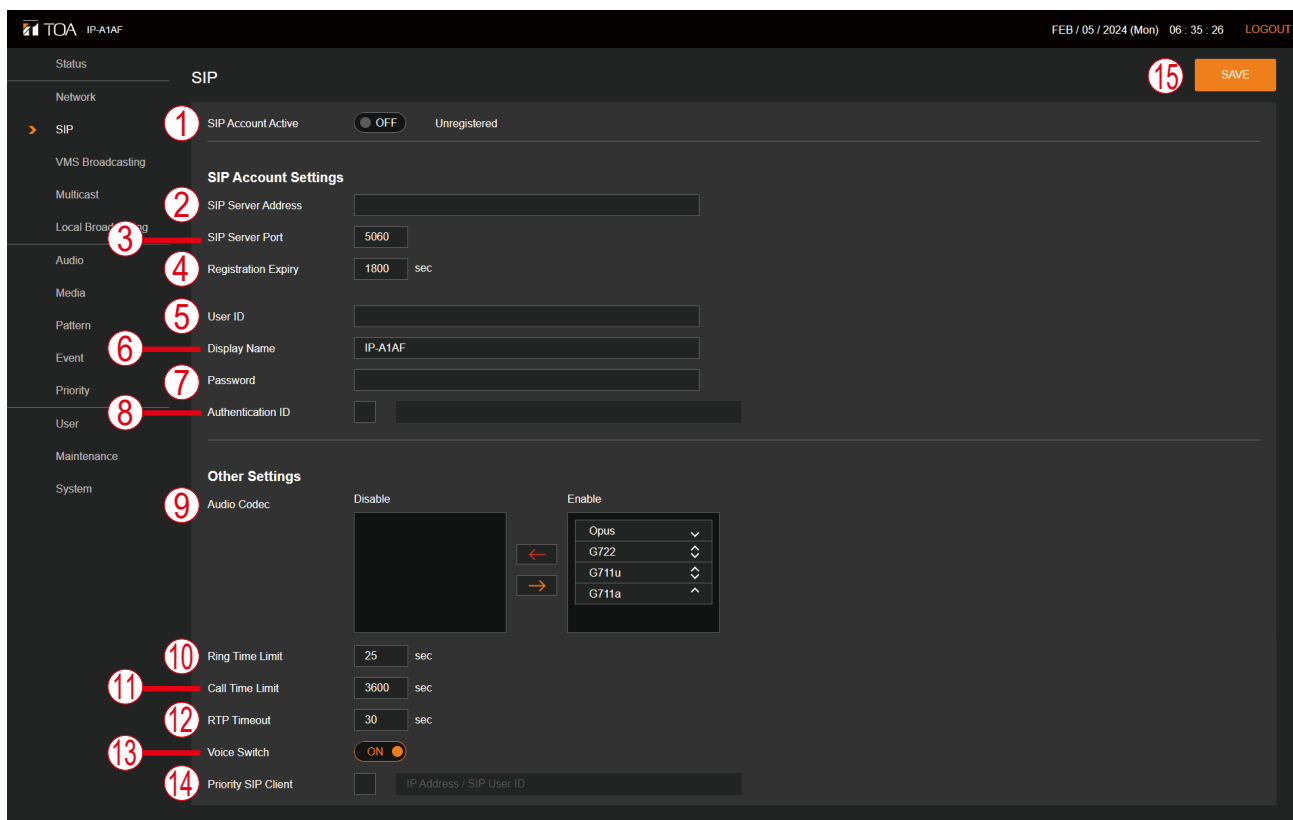 TOA IP-A1AF FEB / 05 / 2024 (Mon) 06 : 35 : 26 LOGOUT
Status
SIP 15 SAVE
Network
SIP
1 SIP Account Active OFF Unregistered
VMS Broadcasting
SIP Account Settings
Multicast
2 SIP Server Address
Local Broad ng
3 SIP Server Port 5060
Audio
4 Registration Expiry 1800 sec
Media
5 User ID
Pattern
6 Display Name IP-A1AF
Event
7 Password
Priority
8 Authentication ID
User
Maintenance
Other Settings
System
9 Audio Codec Disable Enable
Opus
G722
G711u
G711a
10 Ring Time Limit 25 sec
11 Call Time Limit 3600 sec
12 RTP Timeout 30 sec
13 Voice Switch ON
14 Priority SIP Client IP Address / SIP User ID